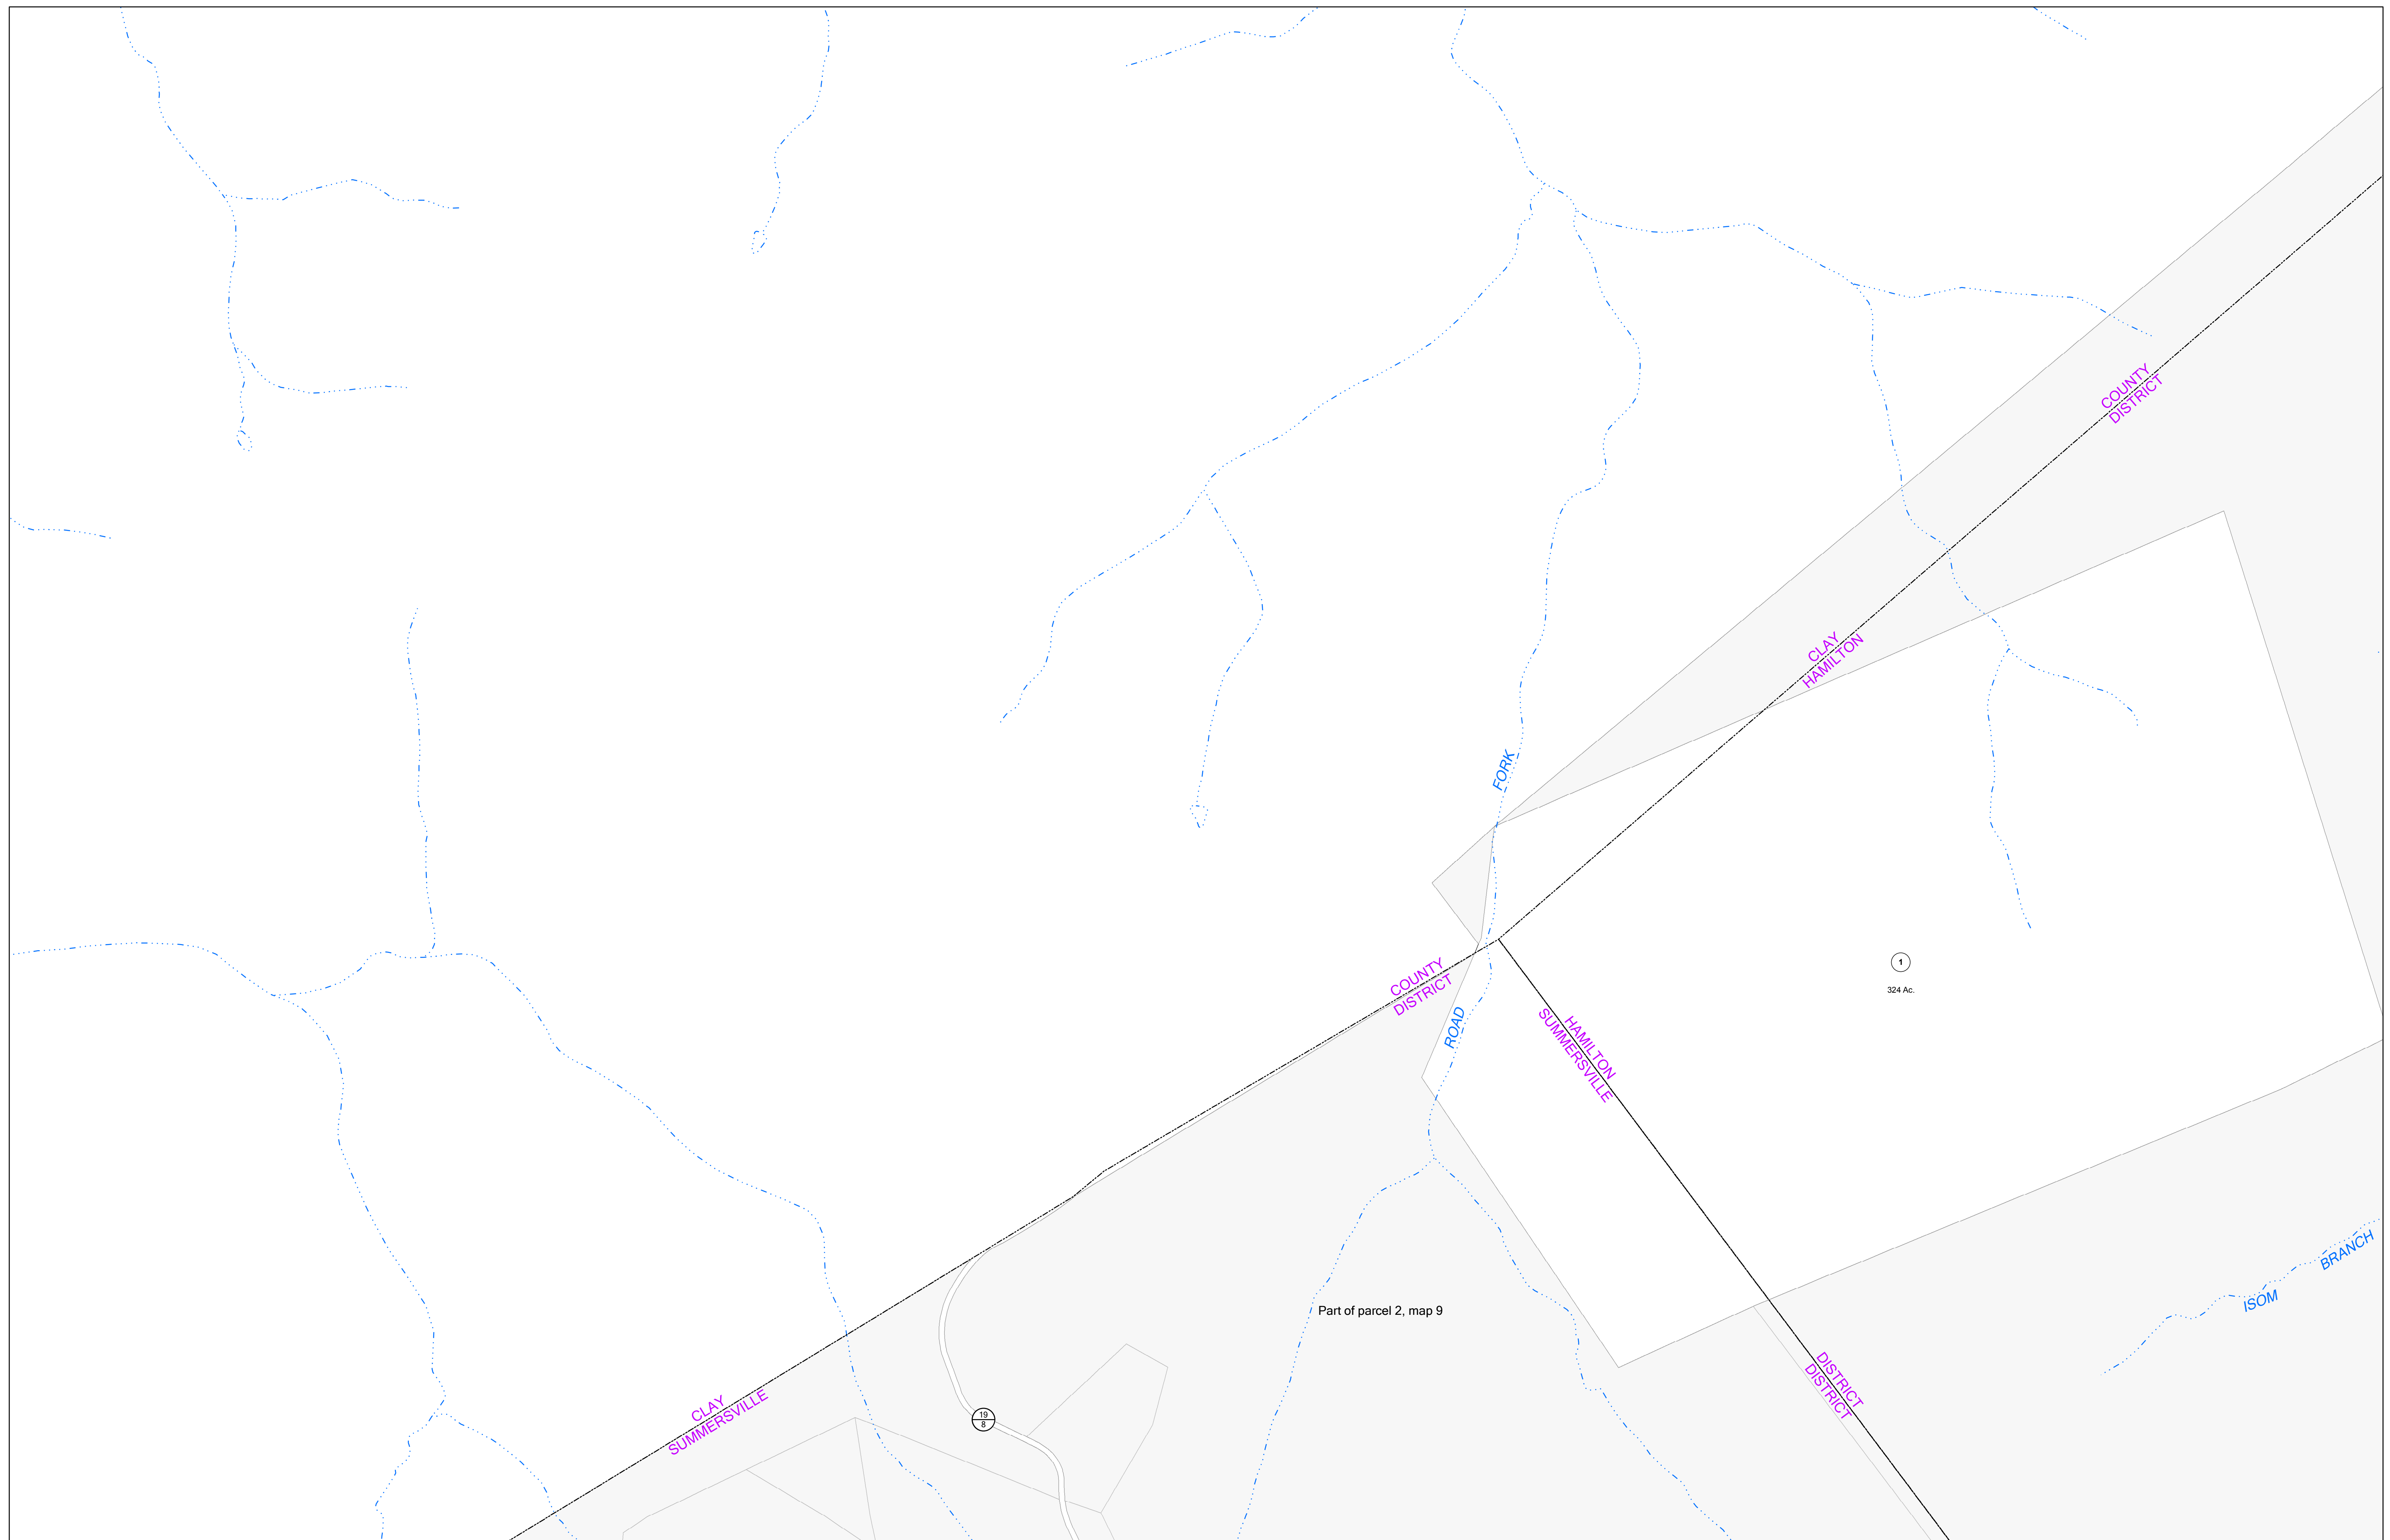 COUNTY
DISTRICT
CLAY
HAMILTON
FORK
COUNTY
DISTRICT
1
324 Ac.
ROAD
HAMILTON
SUMMERSVILLE
BRANCH
ISOM
Part of parcel 2, map 9
DISTRICT
DISTRICT
CLAY
SUMMERSVILLE
19
8